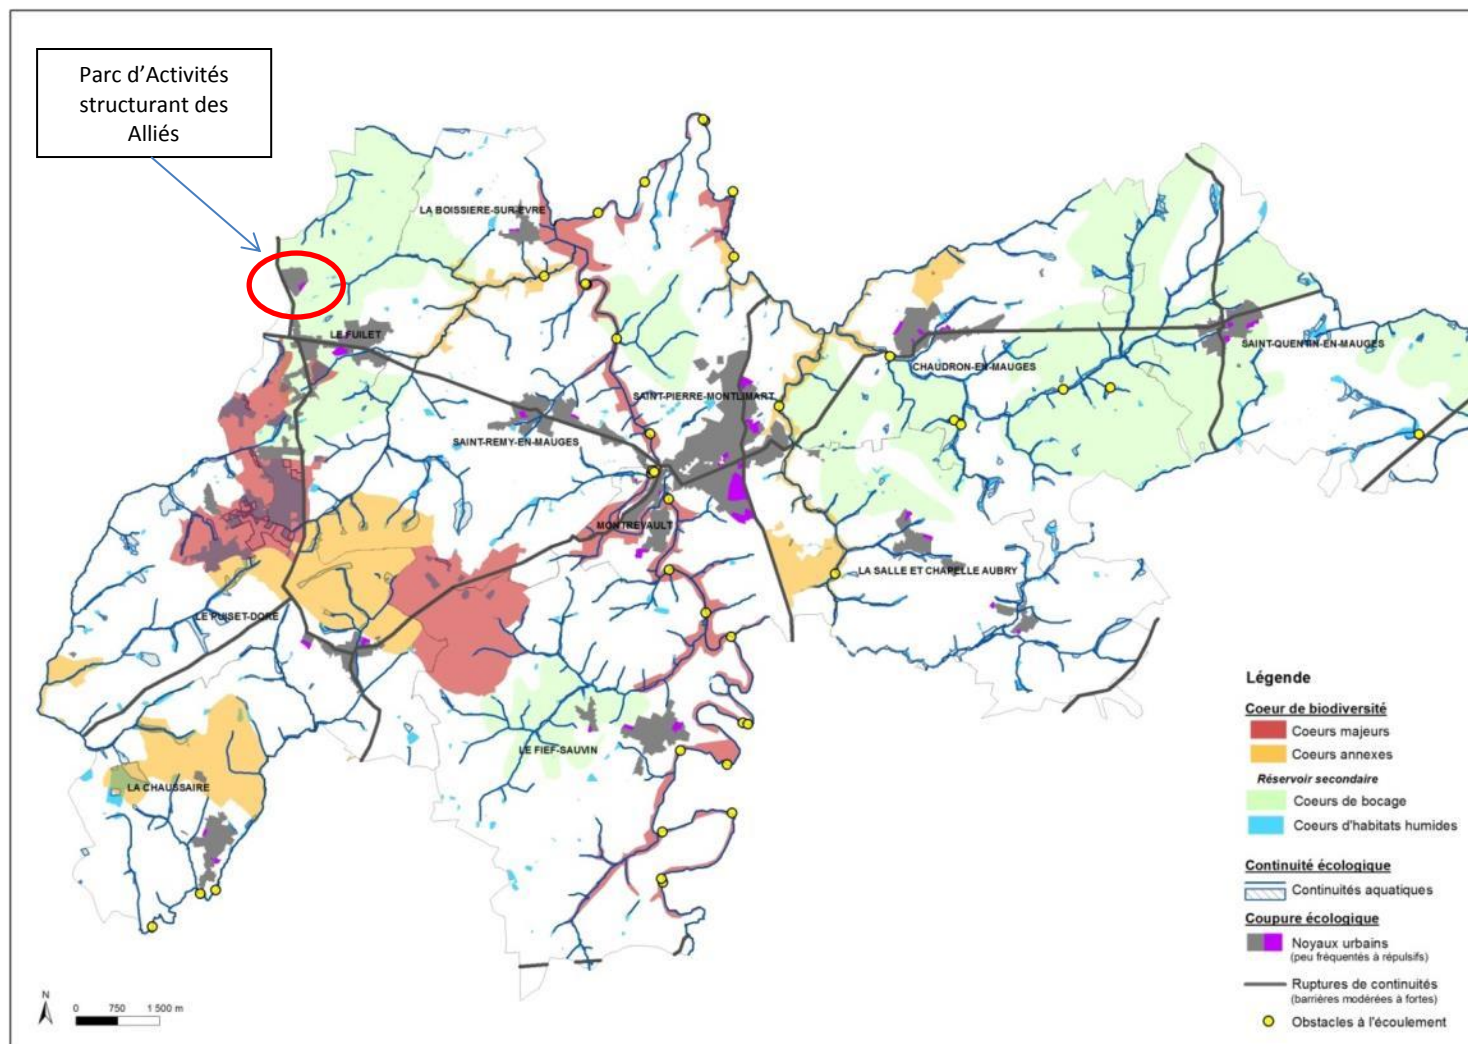 Parc d’Activités
structurant des
Alliés
LA BOISSIERE-SUR-EVRE
LE FUILET
SAINT-REMY-EN-MAUGES
SAINT-PIERRE-MONTLIMART
CHAUDRON-EN-MAUGES
SAINT-QUENTIN-EN-MAUGES
MONTREVAULT
LA SALLE ET CHAPELLE AUBRY
LE PUISET-DORE
LE FIEF-SAUVIN
LA CHAUSSAIRE
Légende
Coeur de biodiversité
Coeurs majeurs
Coeurs annexes
Réservoir secondaire
Coeurs de bocage
Coeurs d'habitats humides
Continuité écologique
Continuités aquatiques
Coupure écologique
Noyaux urbains
(peu fréquentés à répulsifs)
Ruptures de continuités
(barrières modérées à fortes)
Obstacles à l'écoulement
N
0 750 1 500 m